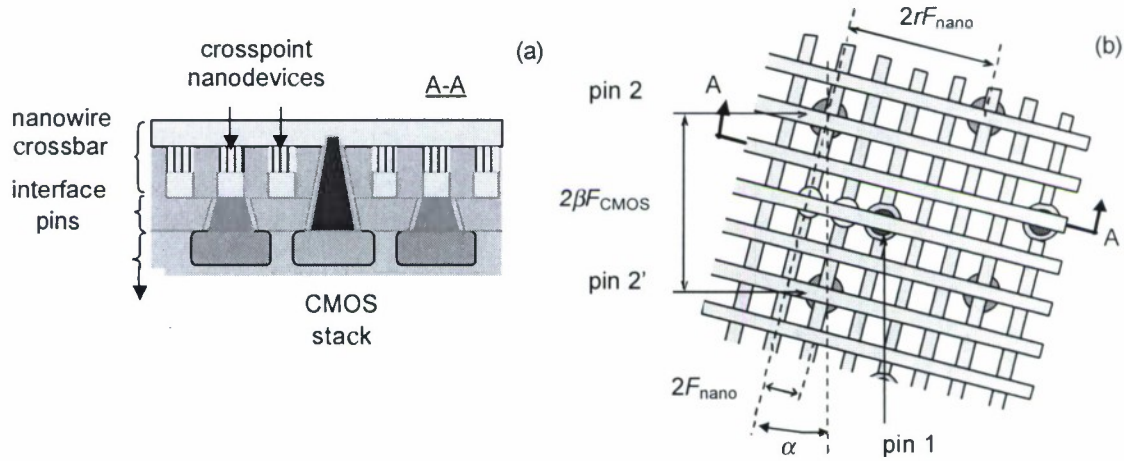 crosspoint
nanodevices
(a)
A-A
nanowire
crossbar
interface
pins
CMOS
stack
2rF_nano
(b)
pin 2
A
2βF_CMOS
A
pin 2'
2F_nano
α
pin 1